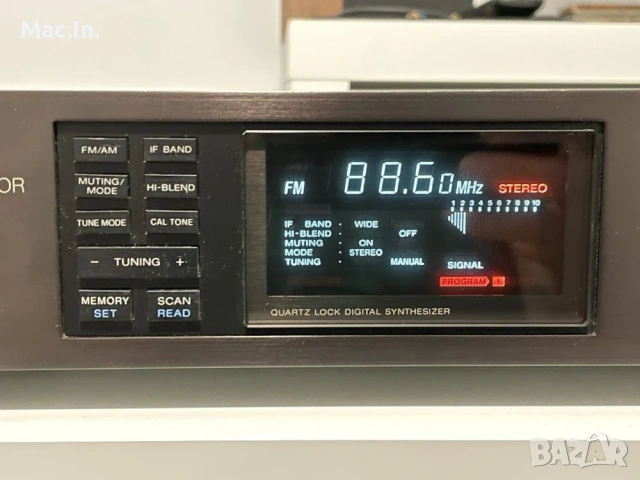 Mac.In.
OR
FM/AM
IF BAND
MUTING/
MODE
HI-BLEND
TUNE MODE
CAL TONE
− TUNING +
MEMORY
SET
SCAN
READ
FM 88.60 MHz STEREO
1 2 3 4 5 6 7 8 9 10
IF BAND : WIDE
HI-BLEND : OFF
MUTING : ON
MODE : STEREO
TUNING : MANUAL
SIGNAL
PROGRAM 1
QUARTZ LOCK DIGITAL SYNTHESIZER
BAZAR